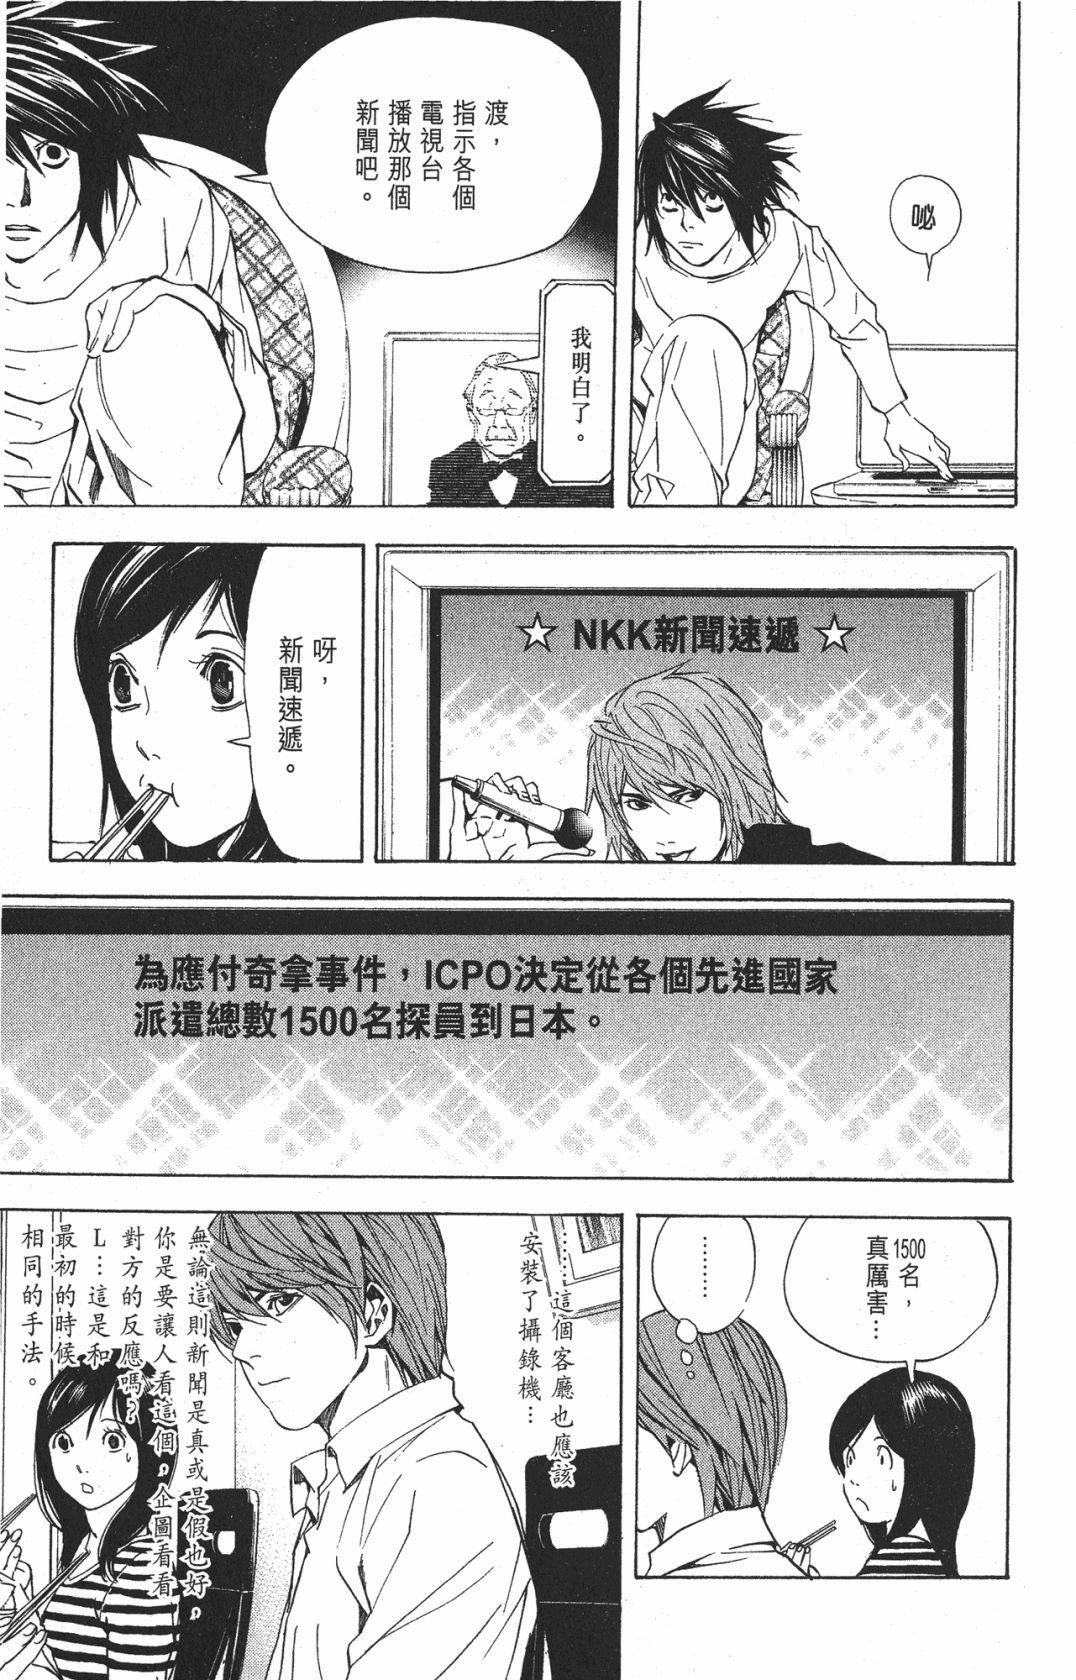 咇
渡，
指示各個
電視台
播放那個
新聞吧。
我明白了。
☆ NKK新聞速遞 ☆
呀，
新聞速遞。
為應付奇拿事件，ICPO決定從各個先進國家
派遣總數1500名探員到日本。
1500名，
真厲害…
………
……這個客廳也應該
安裝了攝錄機…
無論這則新聞是真或是假也好，
你是要讓人看這個，企圖看看
對方的反應嗎？
L…這是和
最初的時候
相同的手法。